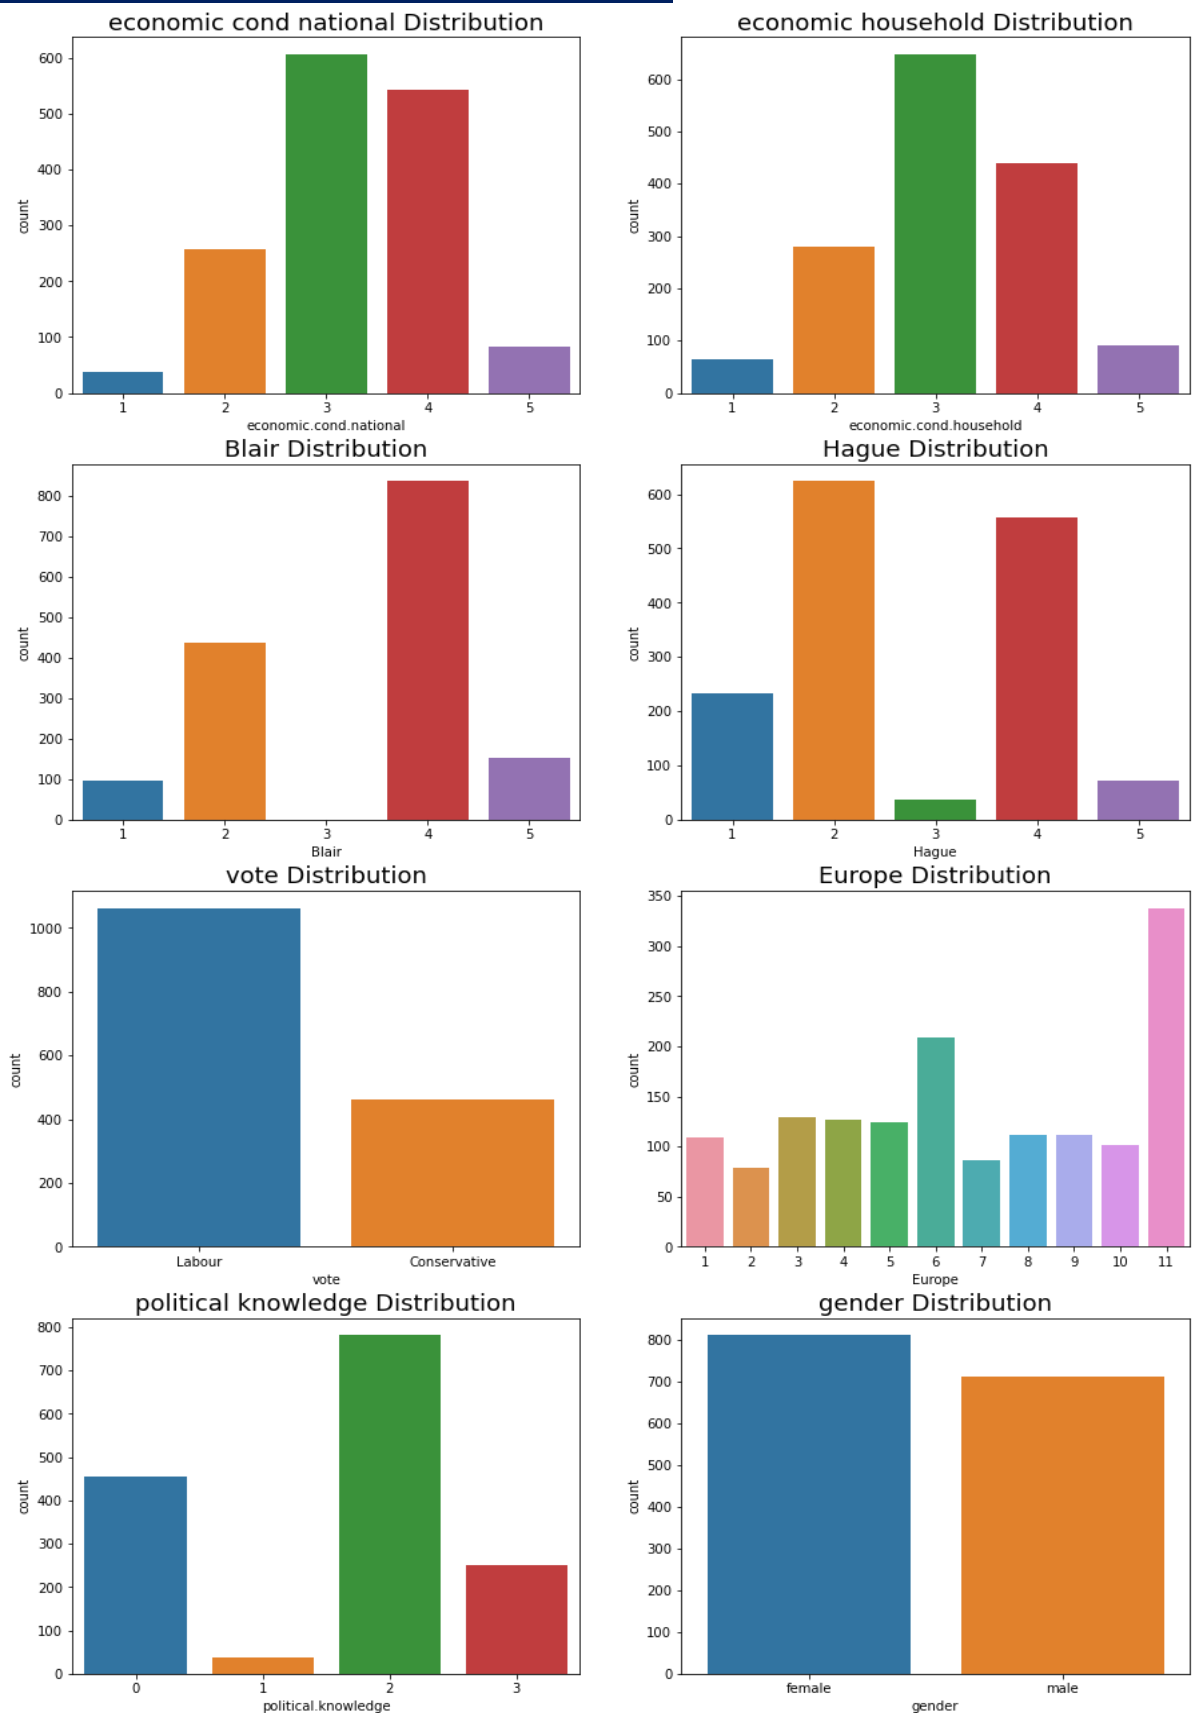 economic cond national Distribution
600
500
400
300
200
100
0
count
1 2 3 4 5
economic.cond.national
economic household Distribution
600
500
400
300
200
100
0
count
1 2 3 4 5
economic.cond.household
Blair Distribution
800
700
600
500
400
300
200
100
0
count
1 2 3 4 5
Blair
Hague Distribution
600
500
400
300
200
100
0
count
1 2 3 4 5
Hague
vote Distribution
1000
800
600
400
200
0
count
Labour Conservative
vote
Europe Distribution
350
300
250
200
150
100
50
0
count
1 2 3 4 5 6 7 8 9 10 11
Europe
political knowledge Distribution
800
700
600
500
400
300
200
100
0
count
0 1 2 3
political.knowledge
gender Distribution
800
700
600
500
400
300
200
100
0
count
female male
gender